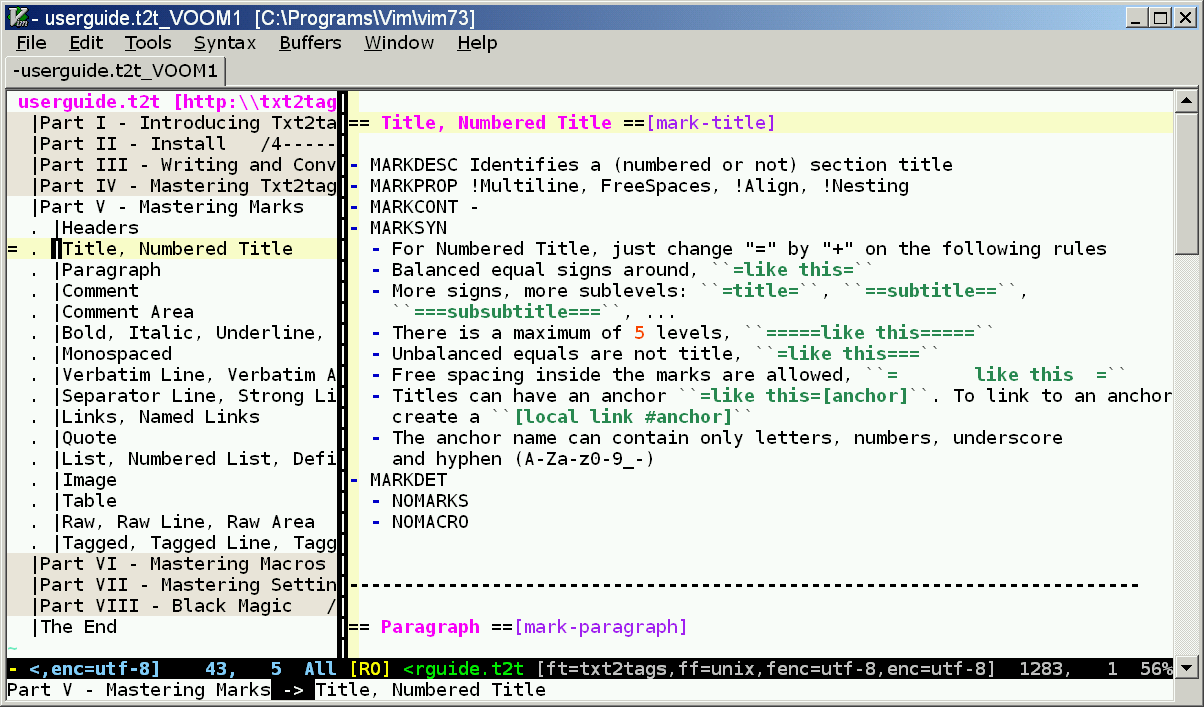 - userguide.t2t_VOOM1 [C:\Programs\Vim\vim73]
File Edit Tools Syntax Buffers Window Help
-userguide.t2t_VOOM1
userguide.t2t [http:\\txt2tag
|Part I - Introducing Txt2ta
|Part II - Install   /4-----
|Part III - Writing and Conv
|Part IV - Mastering Txt2tag
|Part V - Mastering Marks
. |Headers
= . |Title, Numbered Title
. |Paragraph
. |Comment
. |Comment Area
. |Bold, Italic, Underline,
. |Monospaced
. |Verbatim Line, Verbatim A
. |Separator Line, Strong Li
. |Links, Named Links
. |Quote
. |List, Numbered List, Defi
. |Image
. |Table
. |Raw, Raw Line, Raw Area
. |Tagged, Tagged Line, Tagg
|Part VI - Mastering Macros
|Part VII - Mastering Settin
|Part VIII - Black Magic   /
|The End
~
== Title, Numbered Title ==[mark-title]
- MARKDESC Identifies a (numbered or not) section title
- MARKPROP !Multiline, FreeSpaces, !Align, !Nesting
- MARKCONT -
- MARKSYN
- For Numbered Title, just change "=" by "+" on the following rules
- Balanced equal signs around, ``=like this=``
- More signs, more sublevels: ``=title=``, ``==subtitle==``,
``===subsubtitle===``, ...
- There is a maximum of 5 levels, ``=====like this=====``
- Unbalanced equals are not title, ``=like this===``
- Free spacing inside the marks are allowed, ``=       like this  =``
- Titles can have an anchor ``=like this=[anchor]``. To link to an anchor
create a ``[local link #anchor]``
- The anchor name can contain only letters, numbers, underscore
and hyphen (A-Za-z0-9_-)
- MARKDET
- NOMARKS
- NOMACRO
------------------------------------------------------------------------
== Paragraph ==[mark-paragraph]
- <,enc=utf-8]    43,   5  All [RO] <rguide.t2t [ft=txt2tags,ff=unix,fenc=utf-8,enc=utf-8]  1283,   1  56%
Part V - Mastering Marks -> Title, Numbered Title